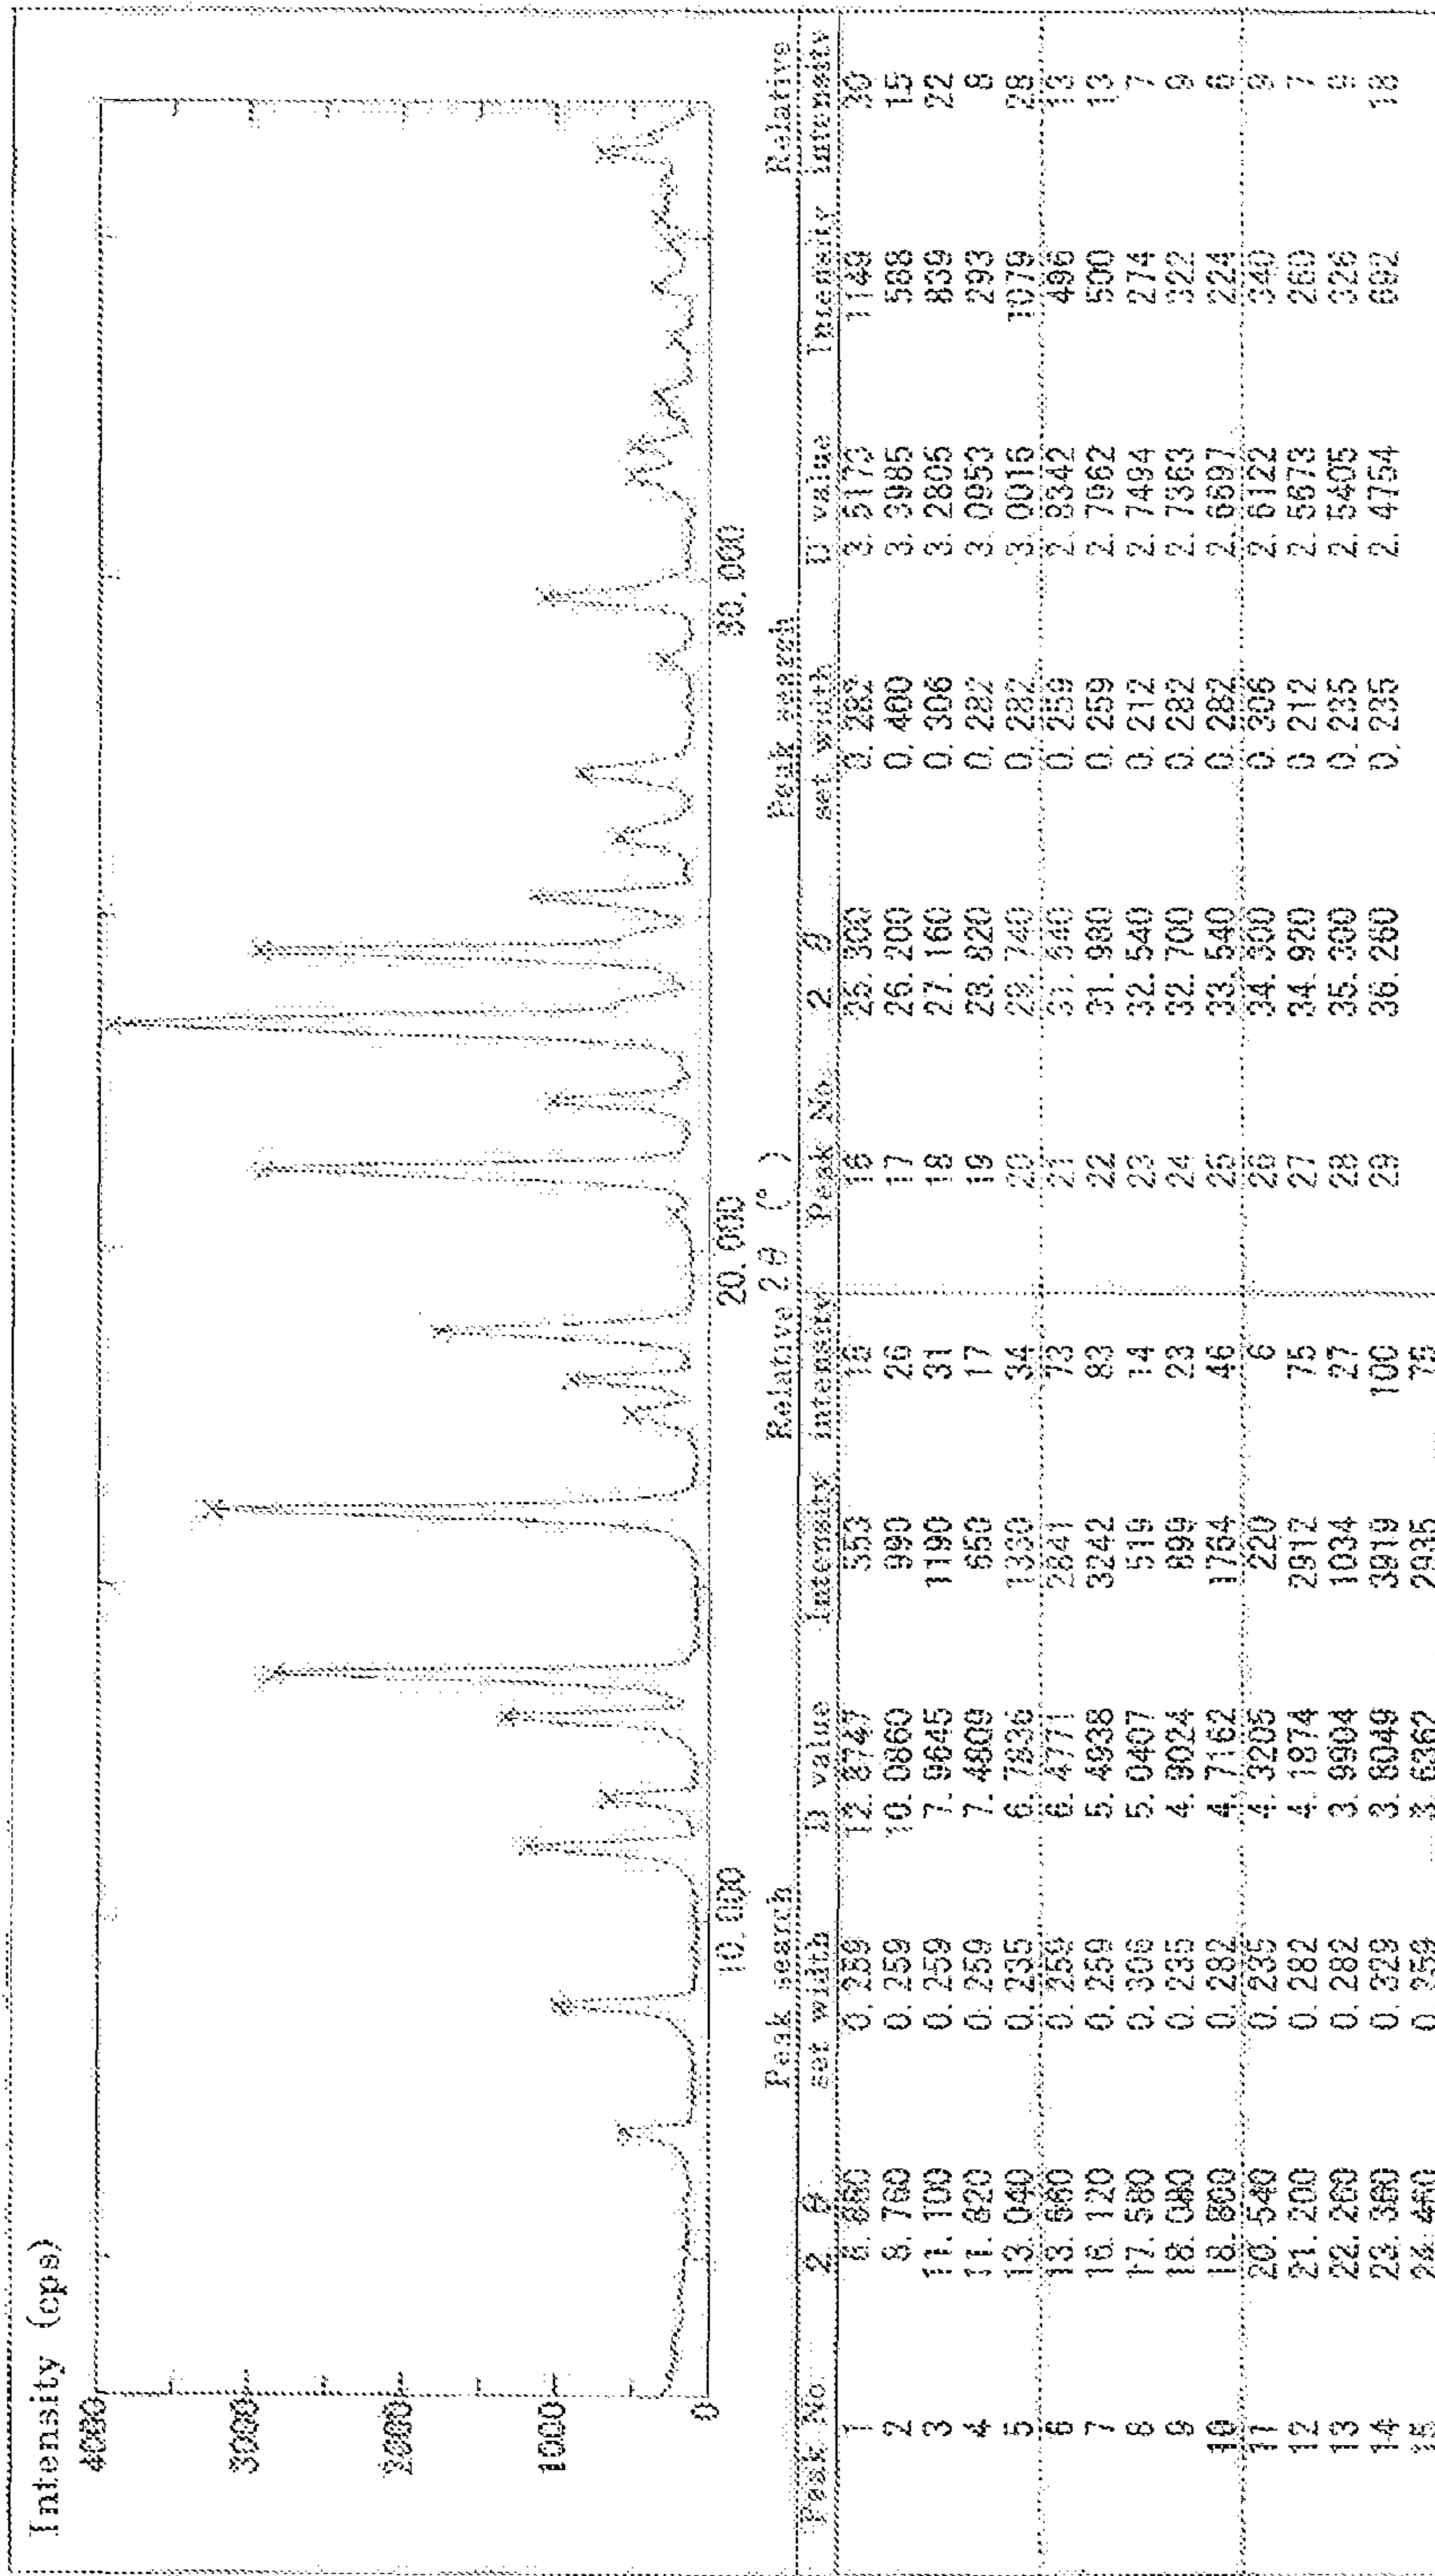 Intensity (cps)
4000
3000
2000
1000
0
10.000 20.000 30.000
2 θ (°)
Peak search Relative Peak search Relative
Peak No. 2 θ set width D value Intensity intensity Peak No. 2 θ set width D value Intensity intensity
1 6.860 0.259 12.8747 553 15 16 25.300 0.282 3.5173 1149 30
2 8.760 0.259 10.0860 990 26 17 26.200 0.400 3.3985 588 15
3 11.100 0.259 7.9645 1190 31 18 27.160 0.306 3.2805 839 22
4 11.820 0.259 7.4809 650 17 19 28.820 0.282 3.0953 293 8
5 13.040 0.235 6.7836 1330 34 20 29.740 0.282 3.0015 1079 28
6 13.660 0.259 6.4771 2841 73 21 31.540 0.259 2.8342 496 13
7 16.120 0.259 5.4938 3242 83 22 31.980 0.259 2.7962 500 13
8 17.580 0.306 5.0407 519 14 23 32.540 0.212 2.7494 274 7
9 18.080 0.235 4.9024 899 23 24 32.700 0.282 2.7363 322 9
10 18.800 0.282 4.7162 1764 46 25 33.540 0.282 2.6697 224 6
11 20.540 0.235 4.3205 220 6 26 34.300 0.306 2.6122 340 9
12 21.200 0.282 4.1874 2912 75 27 34.920 0.212 2.5673 7
13 22.260 0.282 3.9904 1034 27 28 35.300 0.235 2.5405 326 9
14 23.360 0.329 3.8049 3919 100 29 36.260 0.235 2.4754 692 18
15 24.460 0.259 3.6362 2935 75